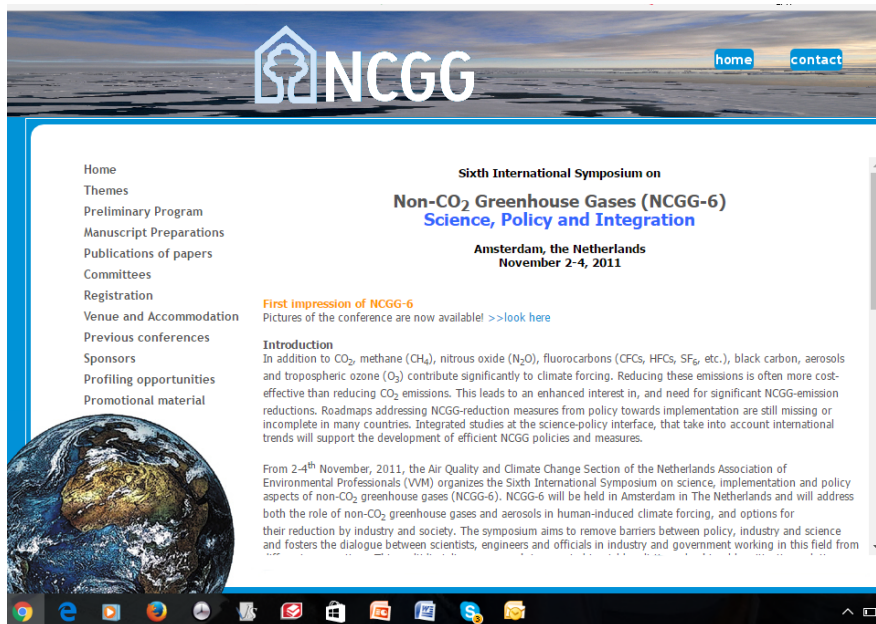 NCGG
home contact
Home
Themes
Preliminary Program
Manuscript Preparations
Publications of papers
Committees
Registration
Venue and Accommodation
Previous conferences
Sponsors
Profiling opportunities
Promotional material
Sixth International Symposium on
Non-CO2 Greenhouse Gases (NCGG-6)
Science, Policy and Integration
Amsterdam, the Netherlands
November 2-4, 2011
First impression of NCGG-6
Pictures of the conference are now available! >>look here
Introduction
In addition to CO2, methane (CH4), nitrous oxide (N2O), fluorocarbons (CFCs, HFCs, SF6, etc.), black carbon, aerosols
and tropospheric ozone (O3) contribute significantly to climate forcing. Reducing these emissions is often more cost-
effective than reducing CO2 emissions. This leads to an enhanced interest in, and need for significant NCGG-emission
reductions. Roadmaps addressing NCGG-reduction measures from policy towards implementation are still missing or
incomplete in many countries. Integrated studies at the science-policy interface, that take into account international
trends will support the development of efficient NCGG policies and measures.
From 2-4th November, 2011, the Air Quality and Climate Change Section of the Netherlands Association of
Environmental Professionals (VVM) organizes the Sixth International Symposium on science, implementation and policy
aspects of non-CO2 greenhouse gases (NCGG-6). NCGG-6 will be held in Amsterdam in The Netherlands and will address
both the role of non-CO2 greenhouse gases and aerosols in human-induced climate forcing, and options for
their reduction by industry and society. The symposium aims to remove barriers between policy, industry and science
and fosters the dialogue between scientists, engineers and officials in industry and government working in this field from
3